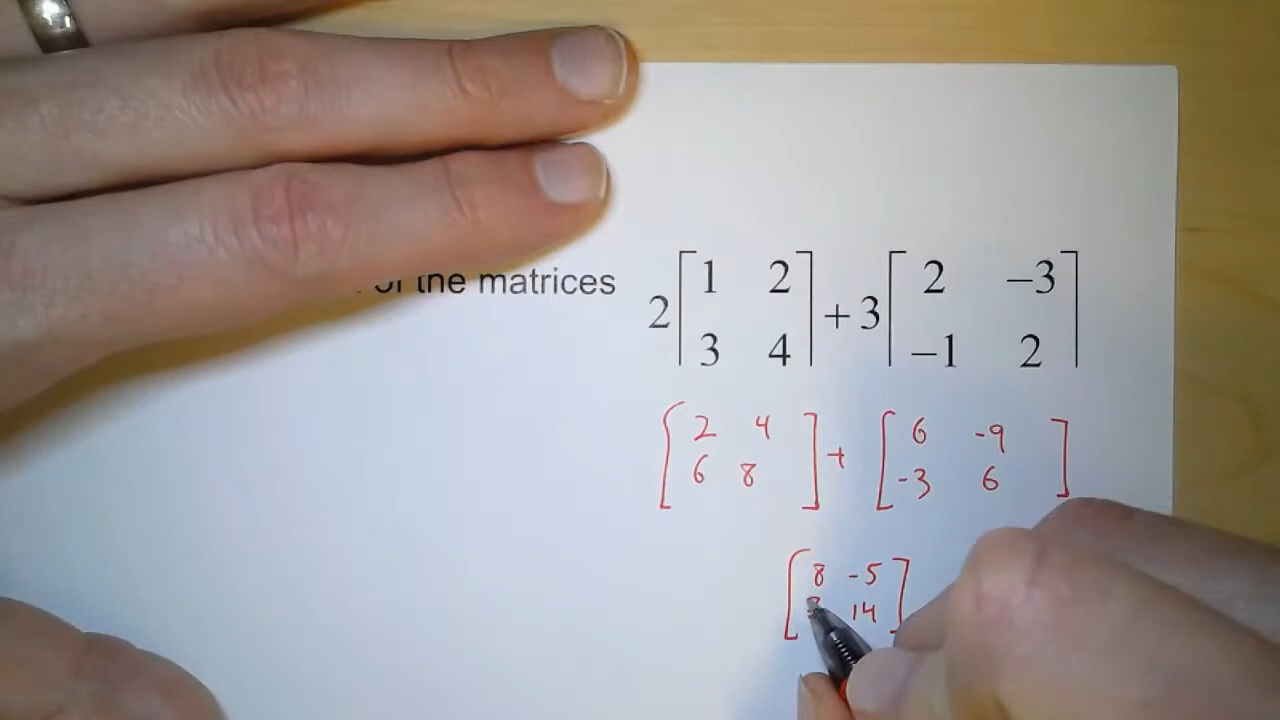 of the matrices 2[1 2 + 3[2 -3
3 4] -1 2]
[2 4 ] + [6 -9 ]
6 8 -3 6
[8 -5]
14